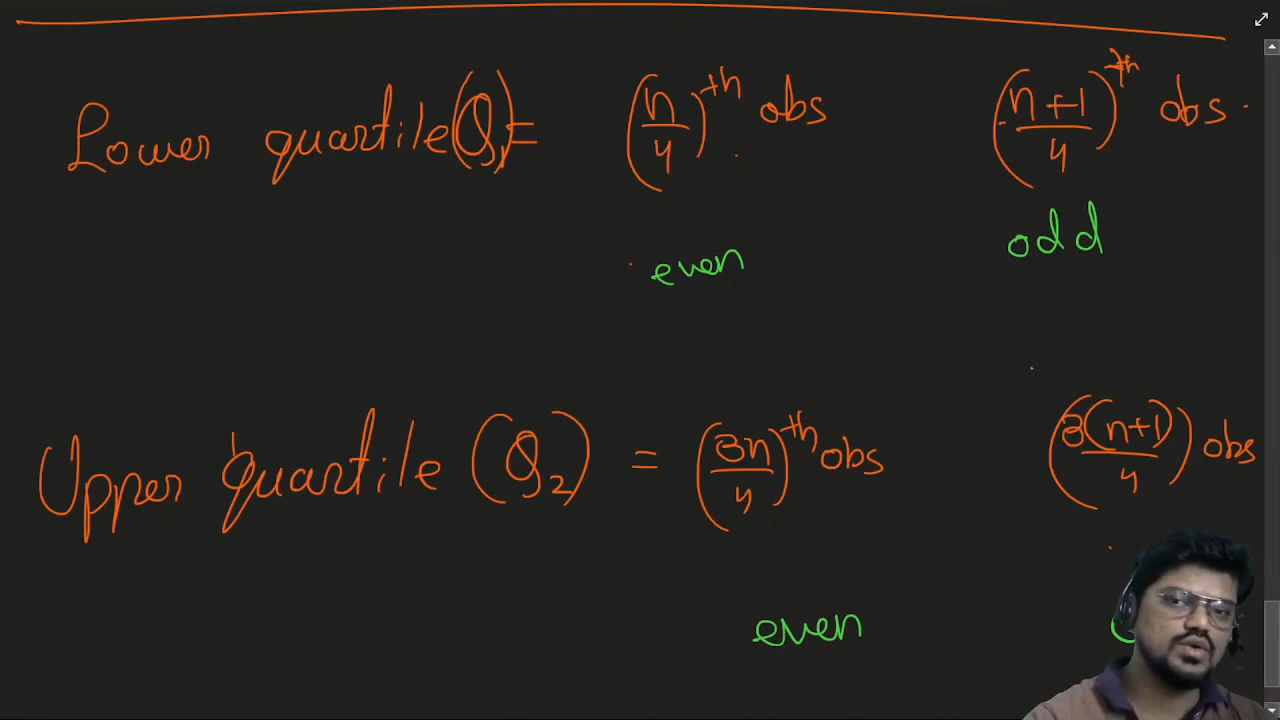 Lower quartile (Q₁) = (n/4)^th obs (n+1/4)^th obs.
even odd
Upper quartile (Q₂) = (3n/4)^th obs (3(n+1)/4) obs
even